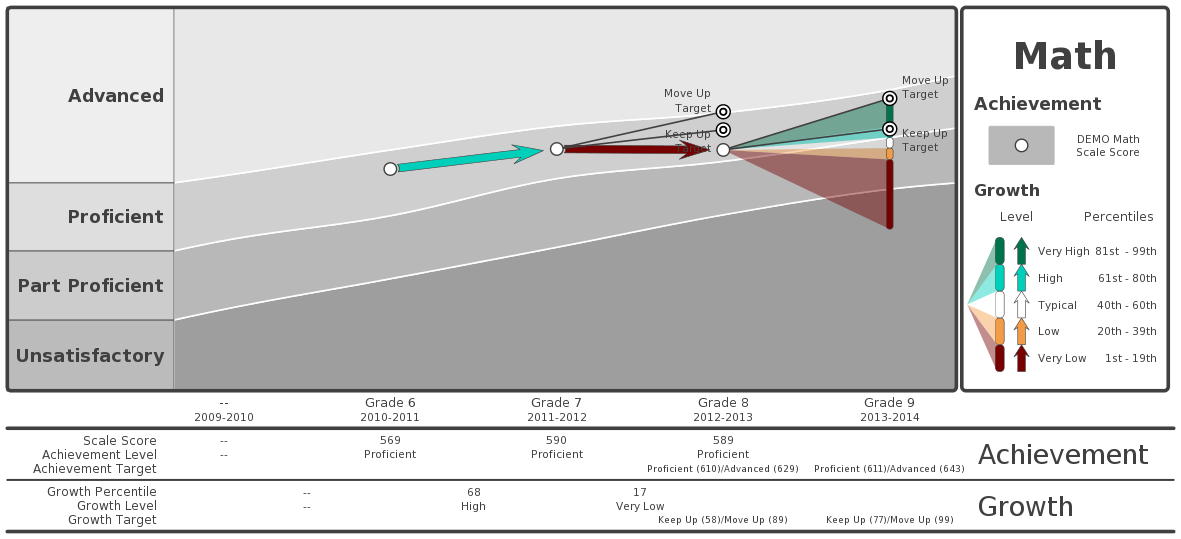 Advanced
Proficient
Part Proficient
Unsatisfactory
Move Up
Target
Keep Up
Target
Move Up
Target
Keep Up
Target
Math
Achievement
DEMO Math
Scale Score
Growth
Level Percentiles
Very High 81st - 99th
High 61st - 80th
Typical 40th - 60th
Low 20th - 39th
Very Low 1st - 19th
-- Grade 6 Grade 7 Grade 8 Grade 9
2009-2010 2010-2011 2011-2012 2012-2013 2013-2014
Scale Score -- 569 590 589
Achievement Level -- Proficient Proficient Proficient
Achievement Target Proficient (610)/Advanced (629) Proficient (611)/Advanced (643)
Achievement
Growth Percentile -- 68 17
Growth Level -- High Very Low
Growth Target Keep Up (58)/Move Up (89) Keep Up (77)/Move Up (99)
Growth